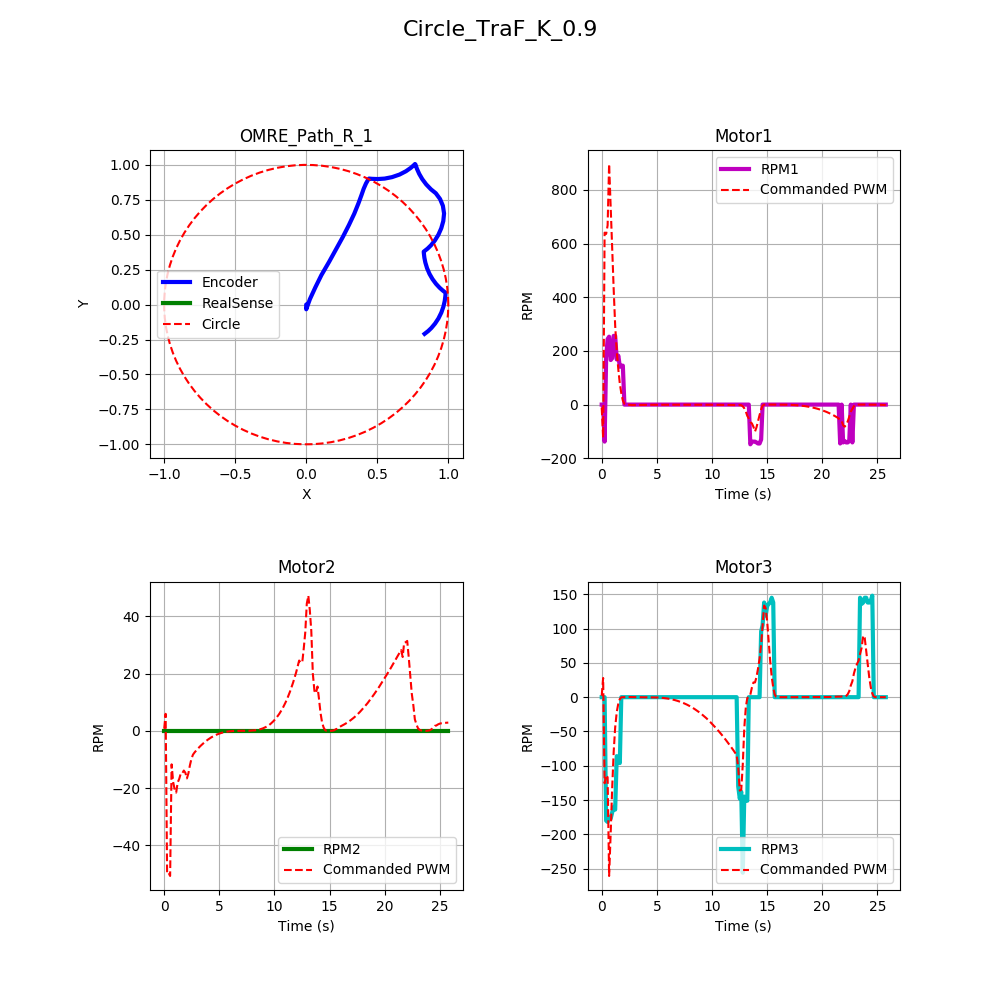 Circle_TraF_K_0.9
OMRE_Path_R_1
1.00
0.75
0.50
0.25
0.00
−0.25
−0.50
−0.75
−1.00
Y
Encoder
RealSense
Circle
−1.0 −0.5 0.0 0.5 1.0
X
Motor1
800
600
400
200
0
−200
RPM
RPM1
Commanded PWM
0 5 10 15 20 25
Time (s)
Motor2
40
20
0
−20
−40
RPM
RPM2
Commanded PWM
0 5 10 15 20 25
Time (s)
Motor3
150
100
50
0
−50
−100
−150
−200
−250
RPM
RPM3
Commanded PWM
0 5 10 15 20 25
Time (s)